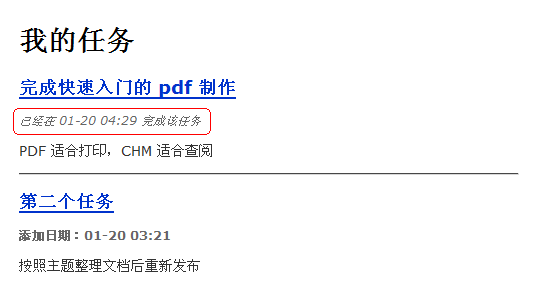 我的任务
完成快速入门的 pdf 制作
已经在 01-20 04:29 完成该任务
PDF 适合打印，CHM 适合查阅
第二个任务
添加日期：01-20 03:21
按照主题整理文档后重新发布